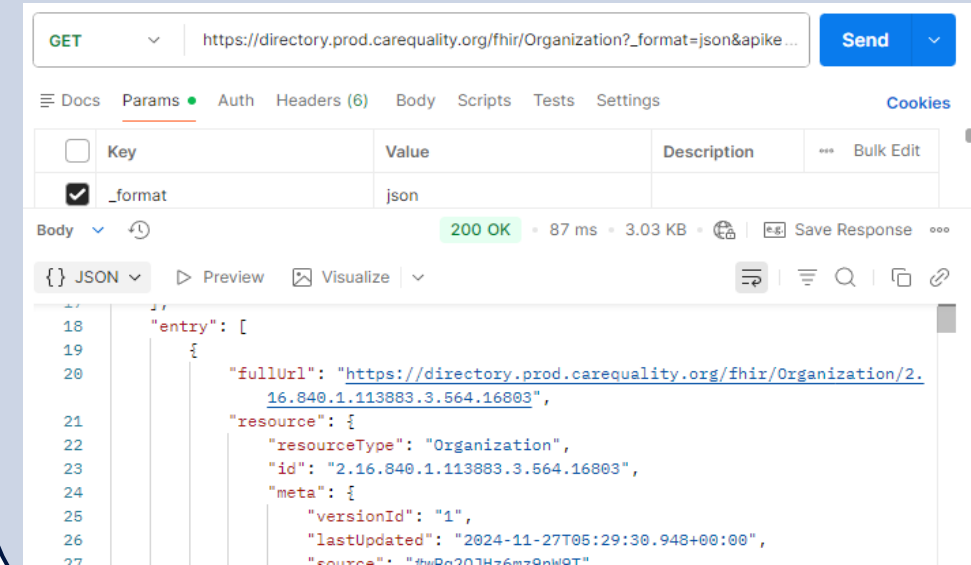 GET https://directory.prod.carequality.org/fhir/Organization?_format=json&apike... Send
Docs Params Auth Headers (6) Body Scripts Tests Settings Cookies
Key Value Description Bulk Edit
_format json
Body 200 OK 87 ms 3.03 KB e.g. Save Response
{} JSON Preview Visualize
17 ],
18 "entry": [
19 {
20 "fullUrl": "https://directory.prod.carequality.org/fhir/Organization/2.
16.840.1.113883.3.564.16803",
21 "resource": {
22 "resourceType": "Organization",
23 "id": "2.16.840.1.113883.3.564.16803",
24 "meta": {
25 "versionId": "1",
26 "lastUpdated": "2024-11-27T05:29:30.948+00:00",
27 "source":